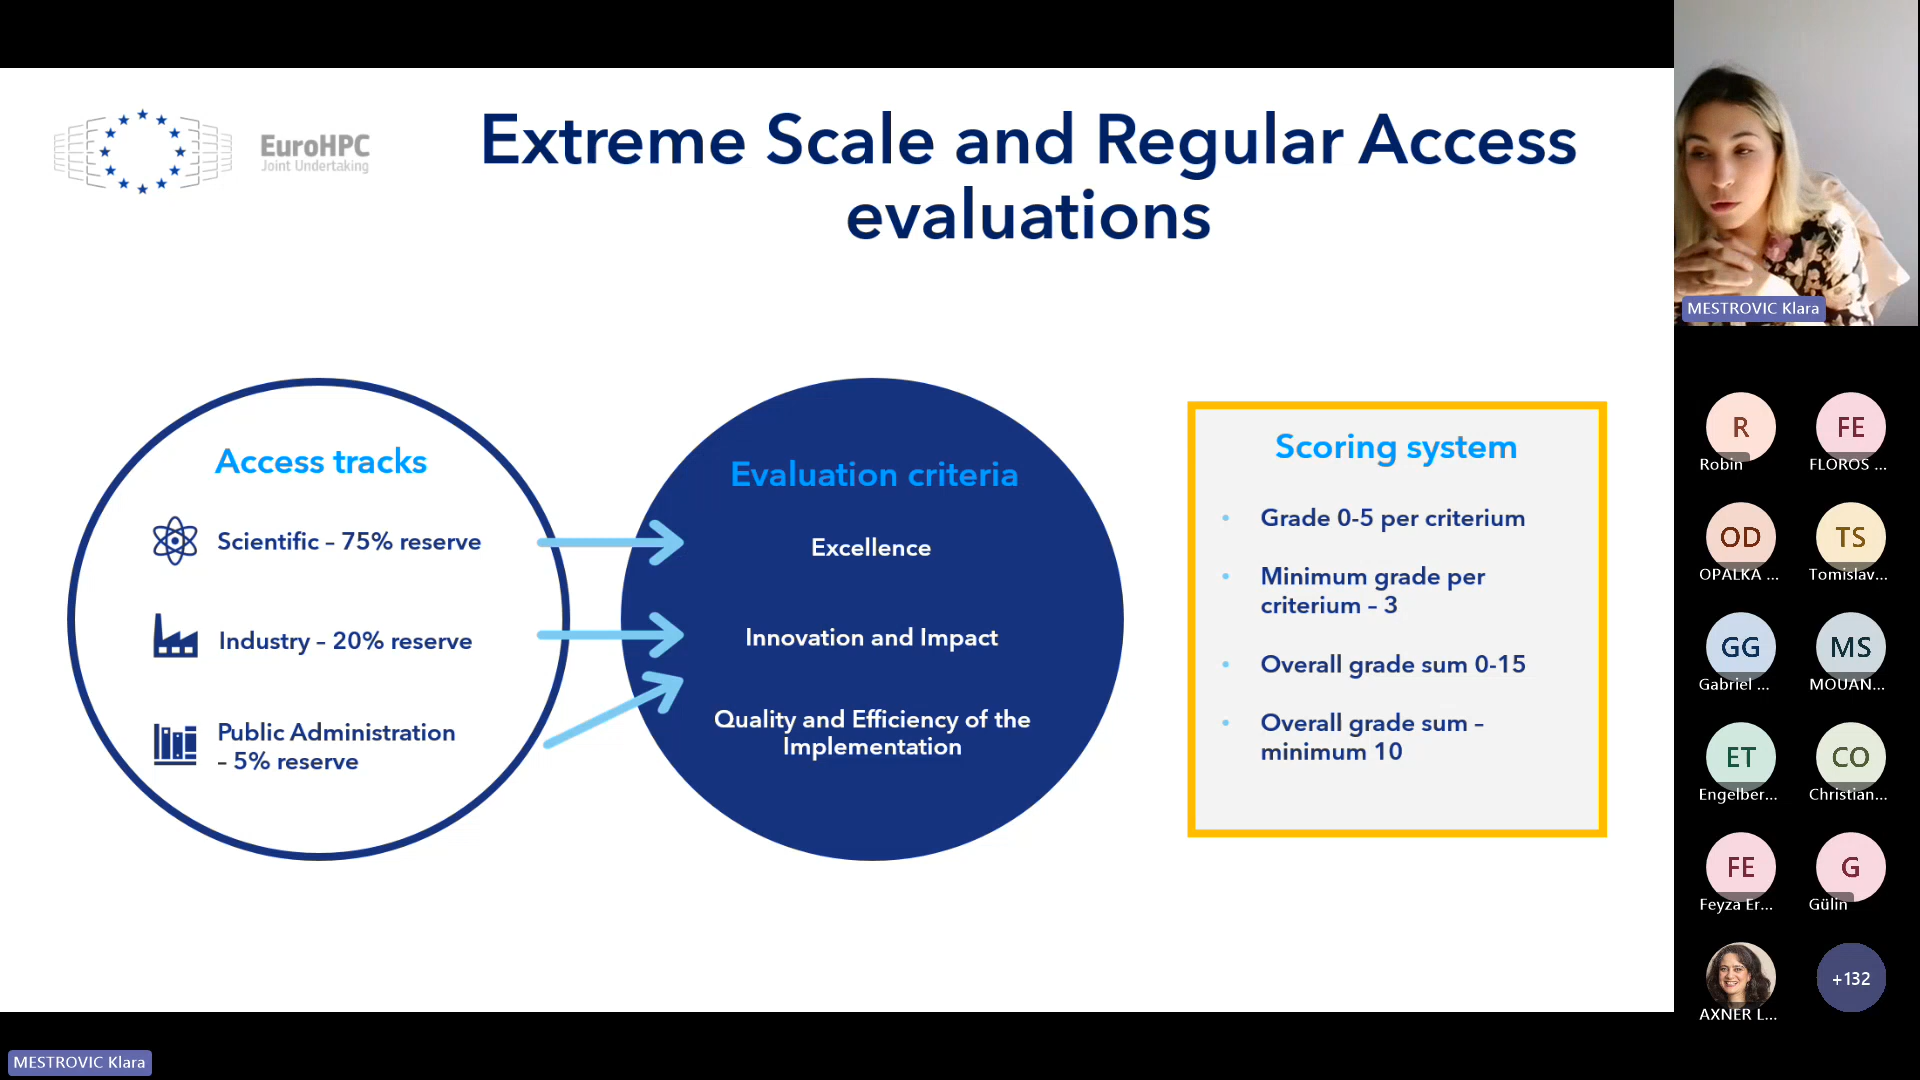 EuroHPC
Joint Undertaking
Extreme Scale and Regular Access
evaluations
Access tracks
Scientific – 75% reserve
Industry – 20% reserve
Public Administration
– 5% reserve
Evaluation criteria
Excellence
Innovation and Impact
Quality and Efficiency of the
Implementation
Scoring system
• Grade 0-5 per criterium
• Minimum grade per
criterium – 3
• Overall grade sum 0-15
• Overall grade sum –
minimum 10
MESTROVIC Klara
R
Robin
FE
FLOROS ...
OD
OPALKA ...
TS
Tomislav...
GG
Gabriel ...
MS
MOUAN...
ET
Engelber...
CO
Christian...
FE
Feyza Er...
G
Gülin
AXNER L...
+132
MESTROVIC Klara